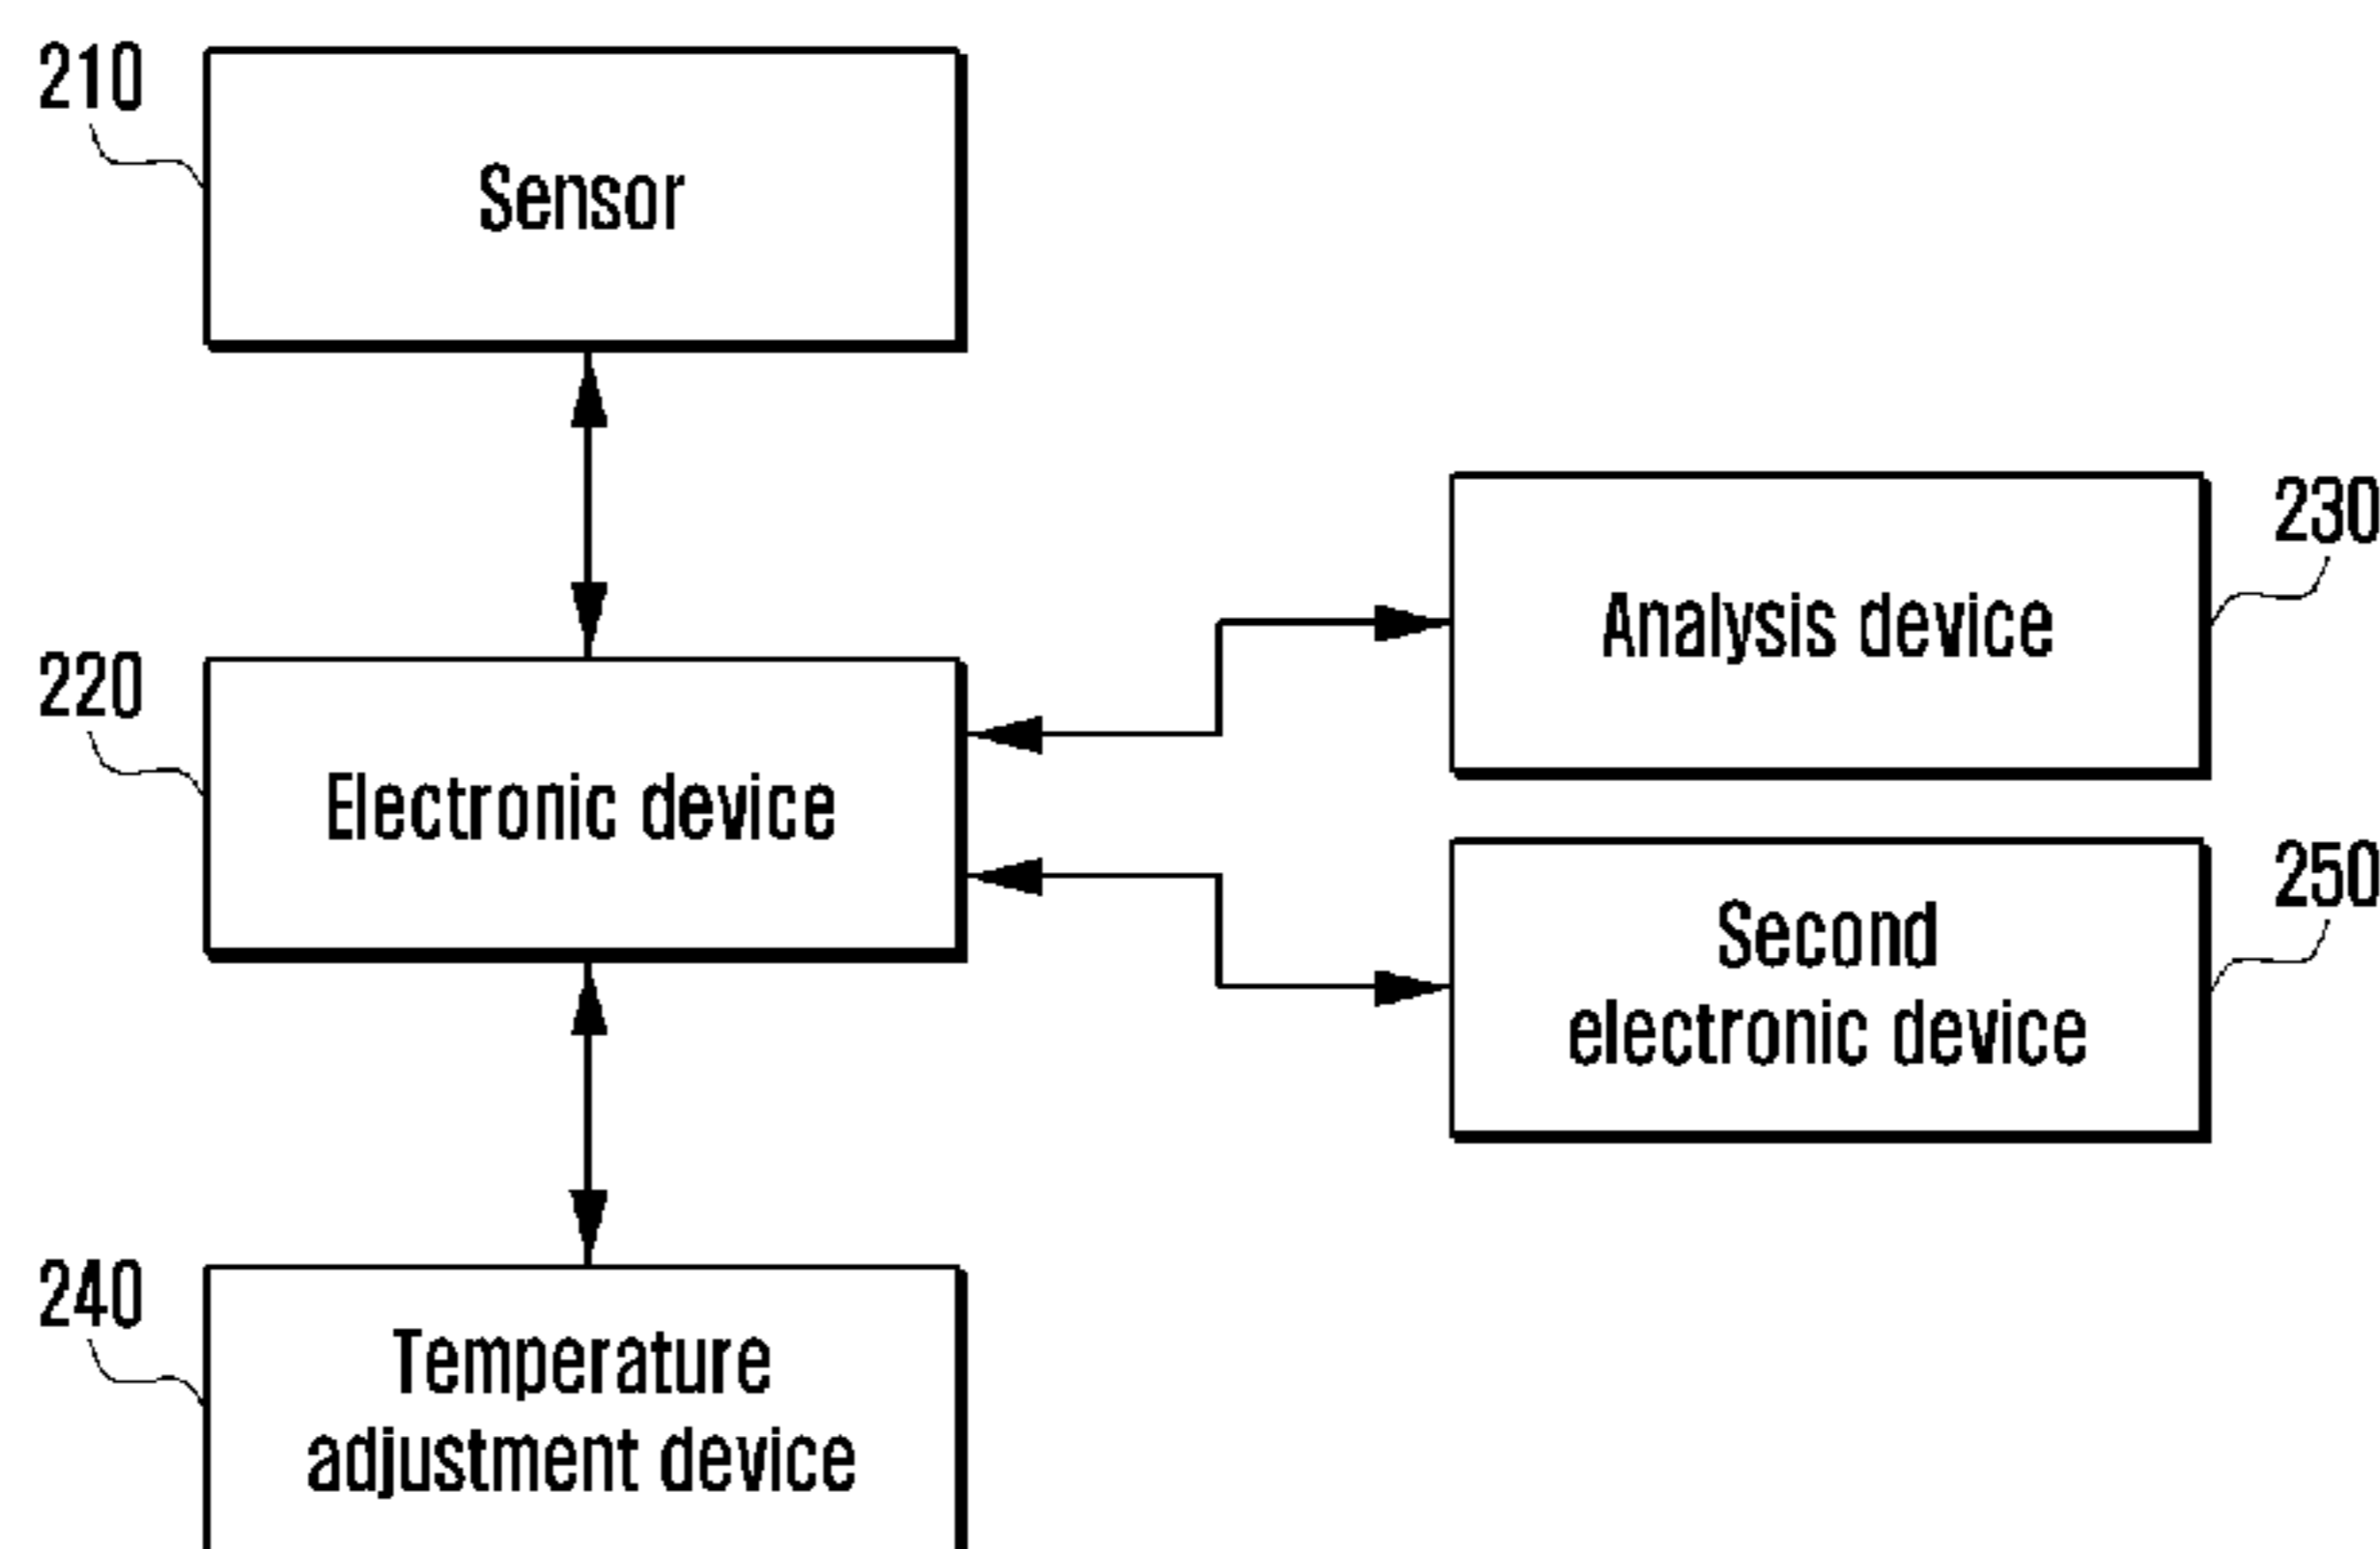 210
Sensor
230
Analysis device
220
Electronic device
250
Second
electronic device
240
Temperature
adjustment device